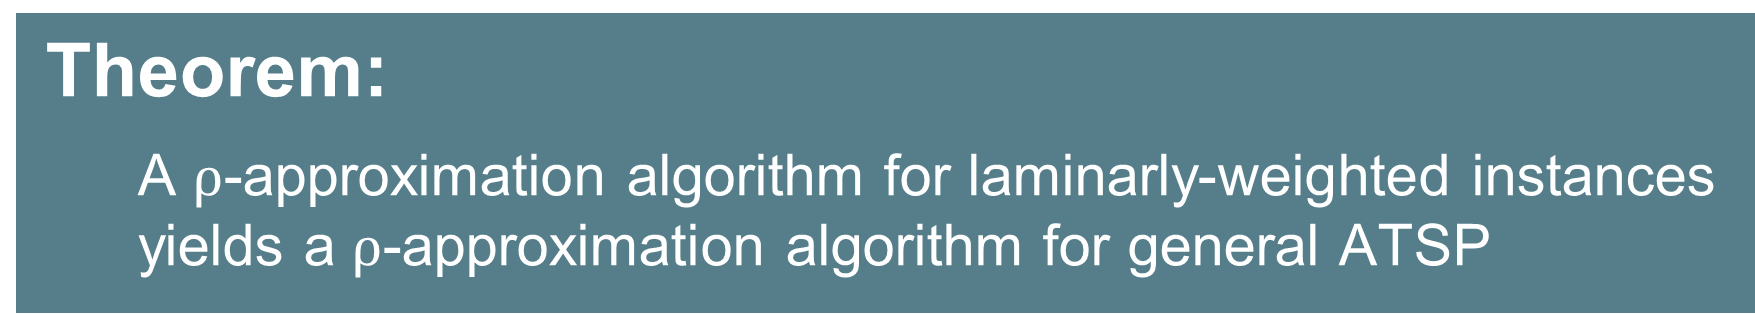 Theorem:
A ρ-approximation algorithm for laminarly-weighted instances
yields a ρ-approximation algorithm for general ATSP